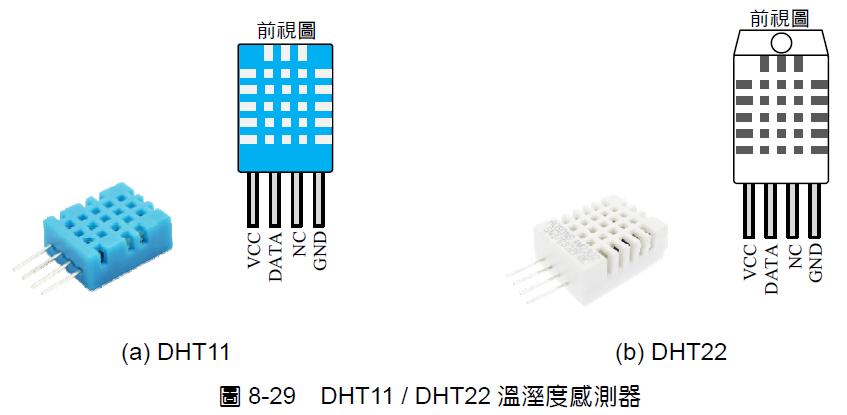 前視圖
VCC
DATA
NC
GND
前視圖
VCC
DATA
NC
GND
(a) DHT11
(b) DHT22
圖 8-29 DHT11 / DHT22 溫溼度感測器